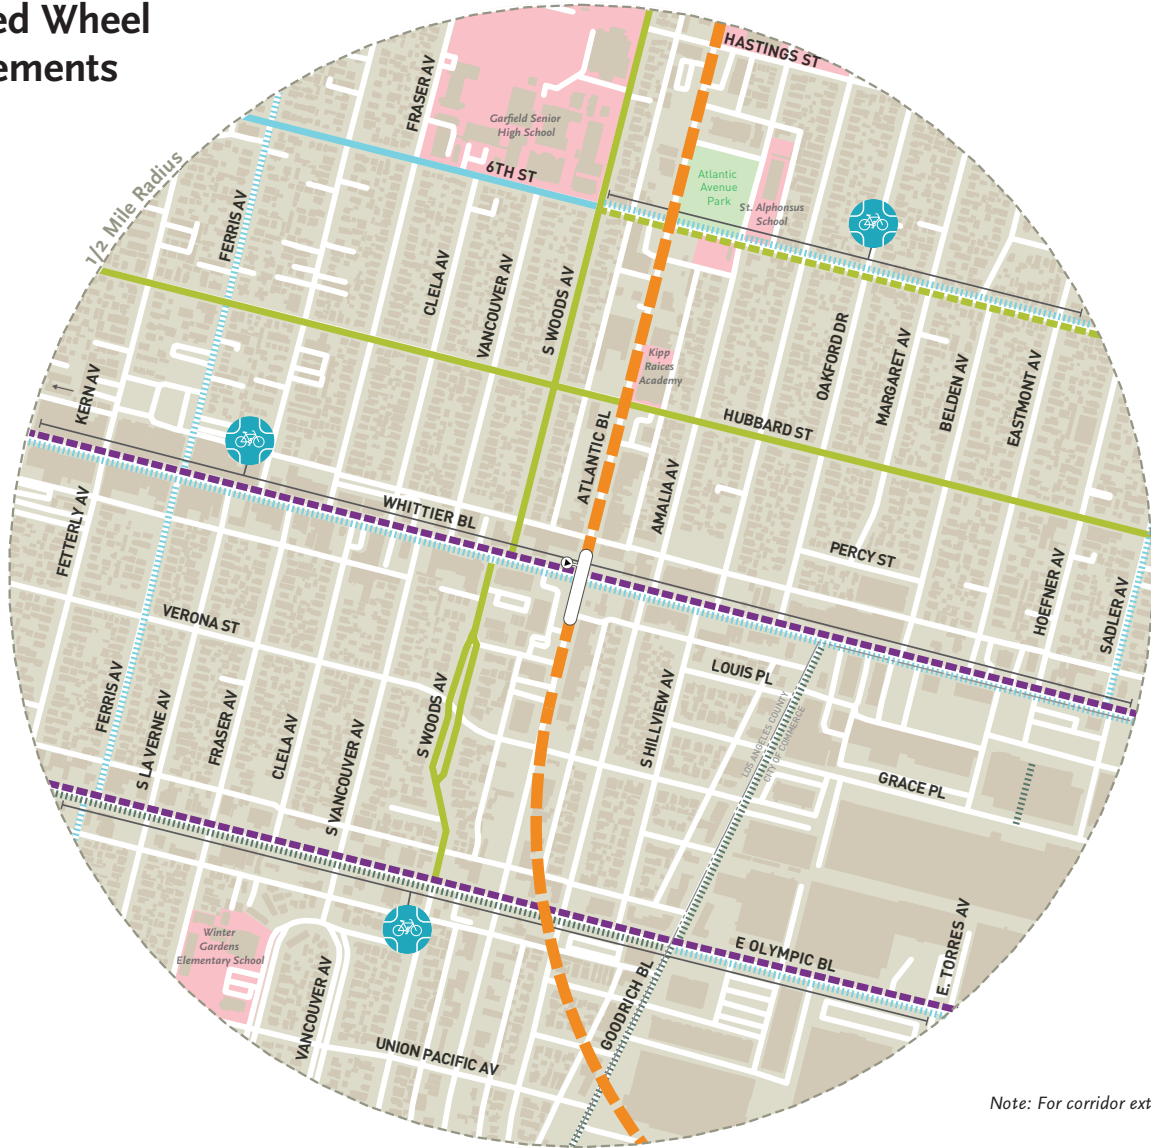 ed Wheel
ements
HASTINGS ST
FRASER AV
Garfield Senior
High School
6TH ST
Atlantic
Avenue
Park
St. Alphonsus
School
1/2 Mile Radius
FERRIS AV
CLELA AV
VANCOUVER AV
S WOODS AV
Kipp
Raices
Academy
OAKFORD DR
MARGARET AV
BELDEN AV
EASTMONT AV
KERN AV
HUBBARD ST
ATLANTIC BL
AMALIA AV
WHITTIER BL
FETTERLY AV
PERCY ST
HOEFNER AV
SADLER AV
VERONA ST
LOUIS PL
FERRIS AV
S LA VERNE AV
FRASER AV
CLELA AV
S VANCOUVER AV
S WOODS AV
S HILLVIEW AV
LOS ANGELES COUNTY
CITY OF COMMERCE
GRACE PL
Winter
Gardens
Elementary School
E OLYMPIC BL
E. TORRES AV
VANCOUVER AV
GOODRICH BL
UNION PACIFIC AV
Note: For corridor ext